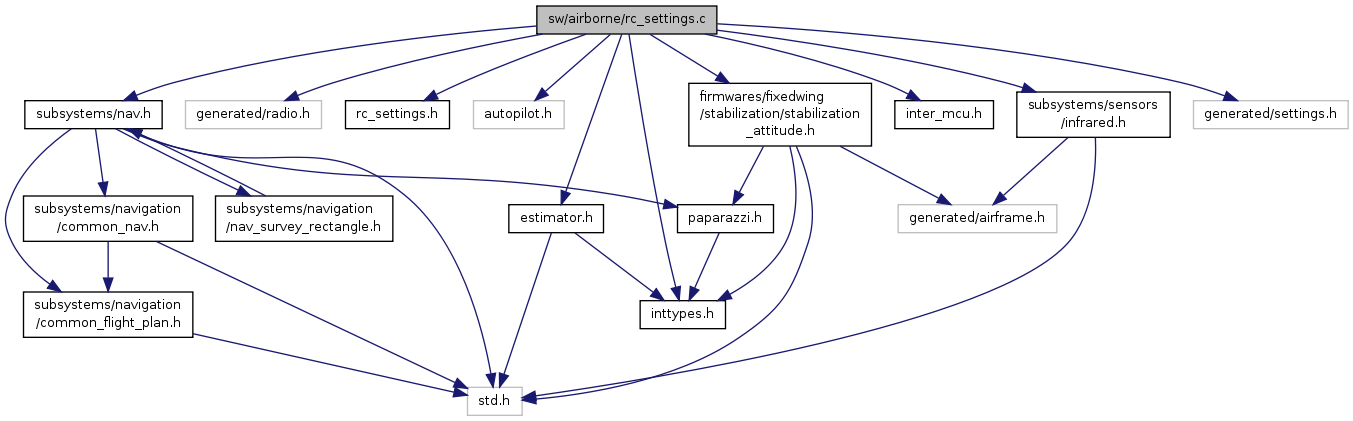 sw/airborne/rc_settings.c
subsystems/nav.h
generated/radio.h
rc_settings.h
autopilot.h
firmwares/fixedwing
/stabilization/stabilization
_attitude.h
inter_mcu.h
subsystems/sensors
/infrared.h
generated/settings.h
subsystems/navigation
/common_nav.h
subsystems/navigation
/nav_survey_rectangle.h
estimator.h
paparazzi.h
generated/airframe.h
subsystems/navigation
/common_flight_plan.h
inttypes.h
std.h